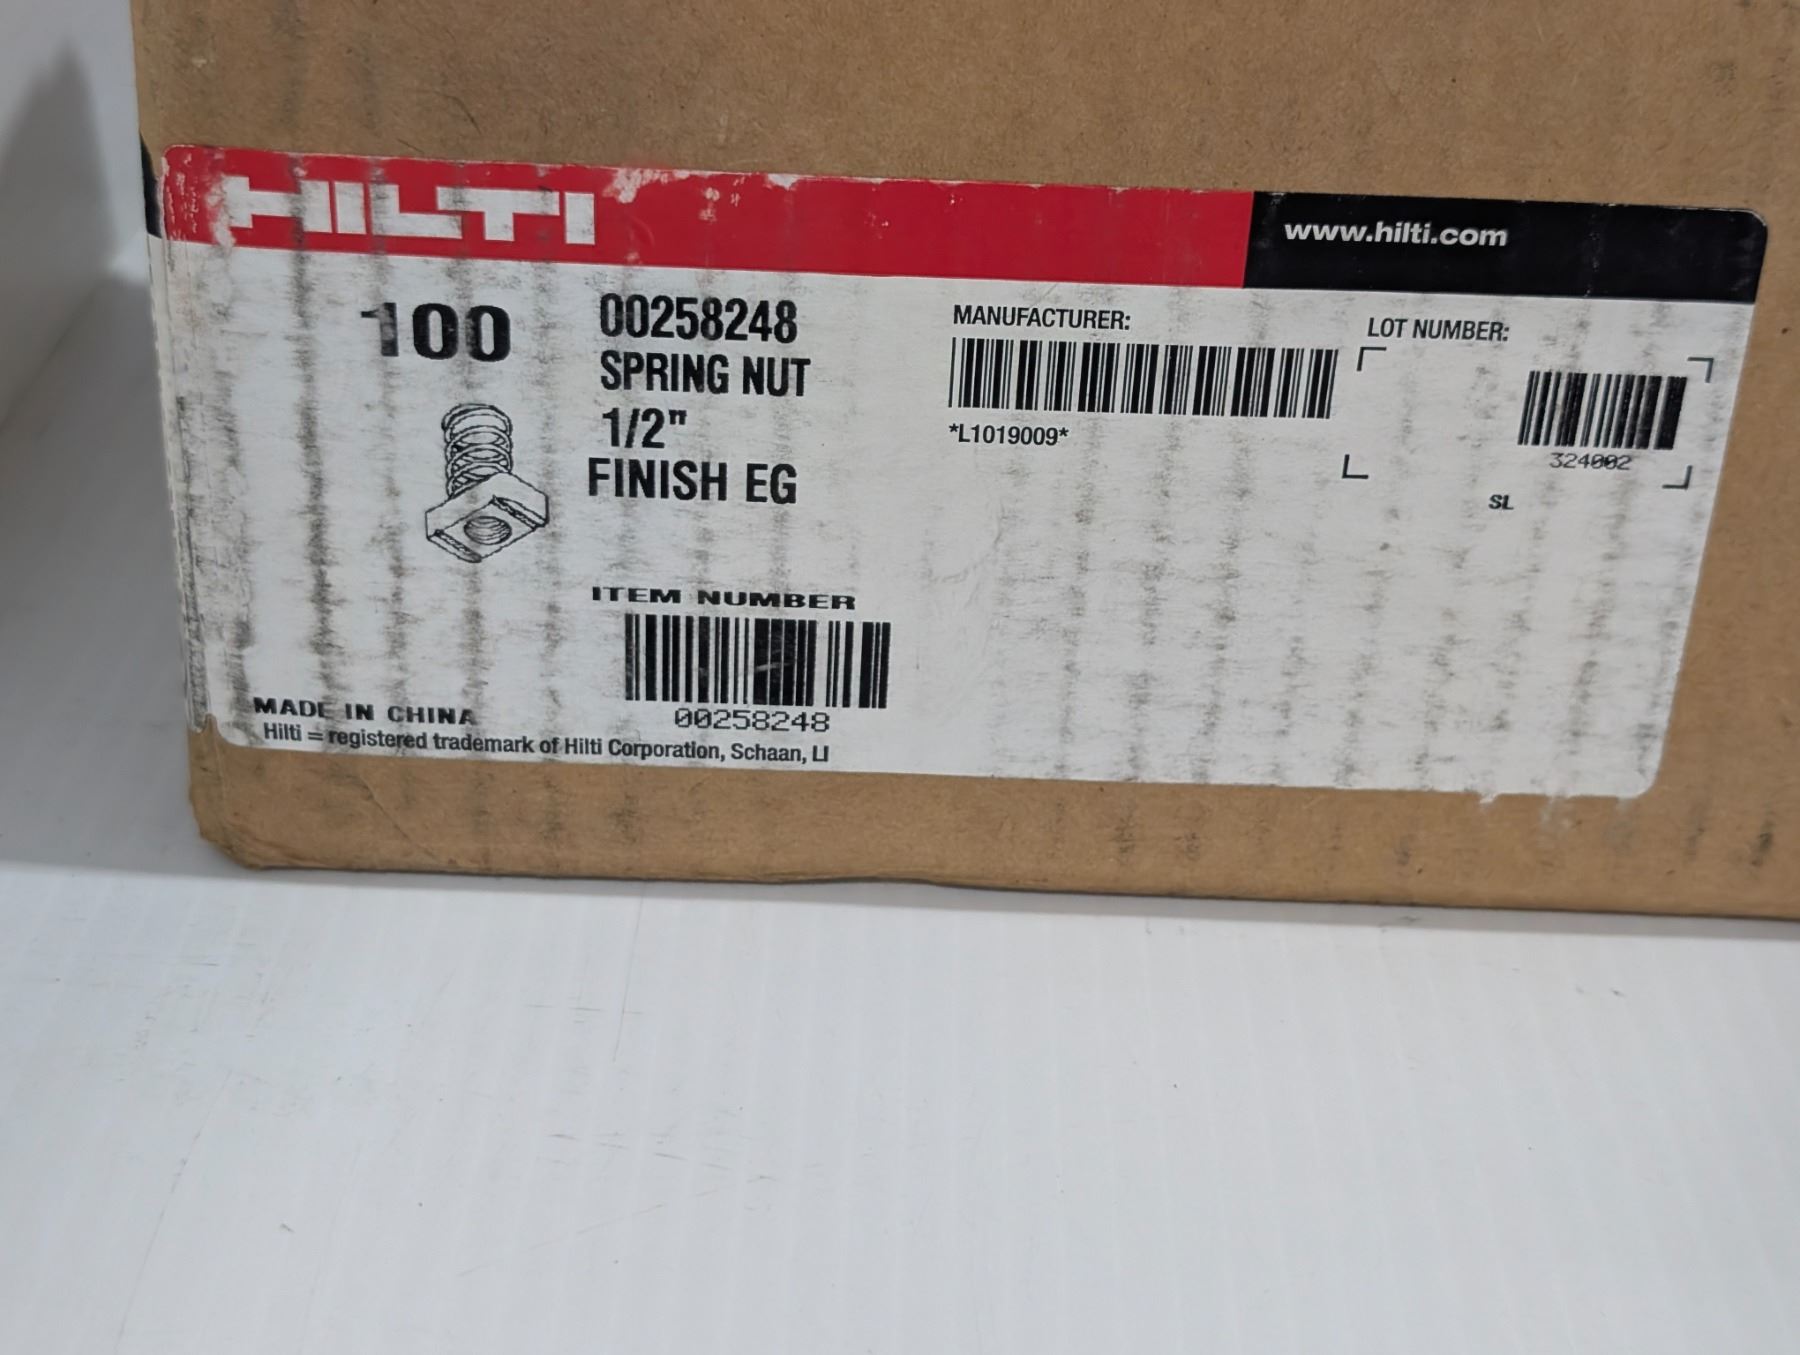 HILTI
www.hilti.com
100
00258248
SPRING NUT
1/2"
FINISH EG
MANUFACTURER:
*L1019009*
LOT NUMBER:
324002
SL
ITEM NUMBER
00258248
MADE IN CHINA
Hilti = registered trademark of Hilti Corporation, Schaan, LI